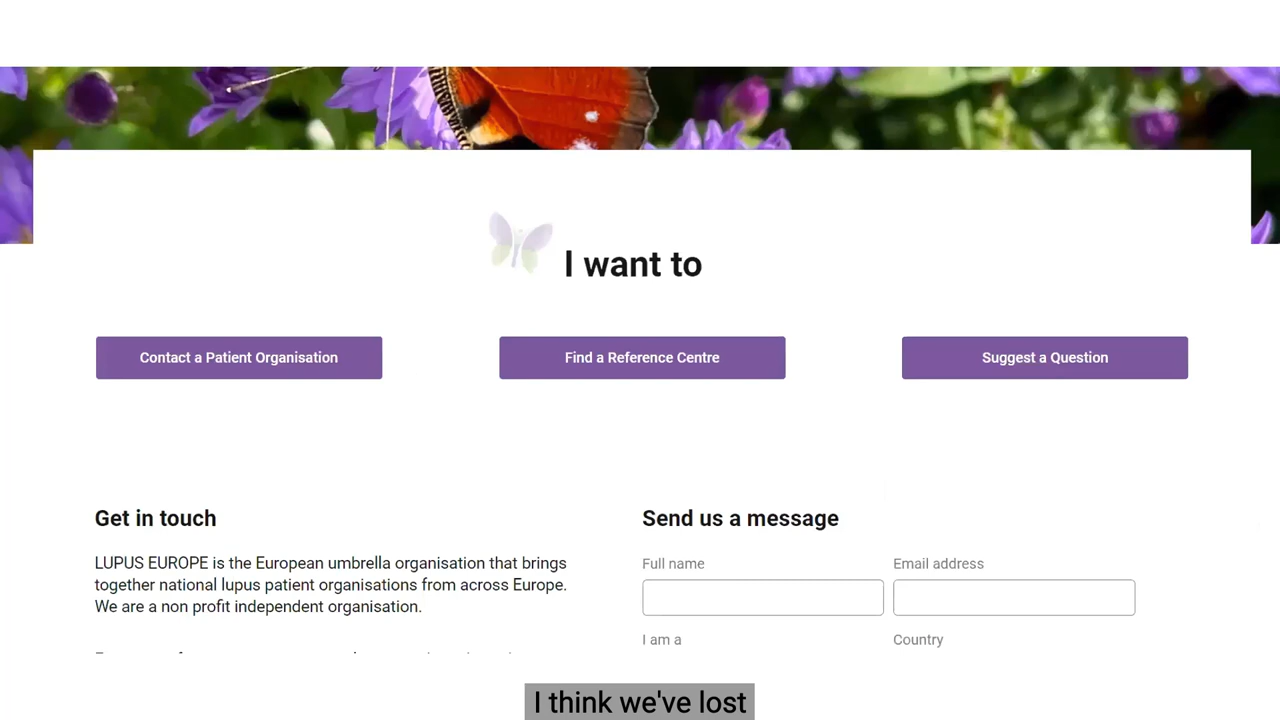 I want to
Contact a Patient Organisation
Find a Reference Centre
Suggest a Question
Get in touch
LUPUS EUROPE is the European umbrella organisation that brings
together national lupus patient organisations from across Europe.
We are a non profit independent organisation.
Send us a message
Full name
Email address
I am a
Country
I think we've lost